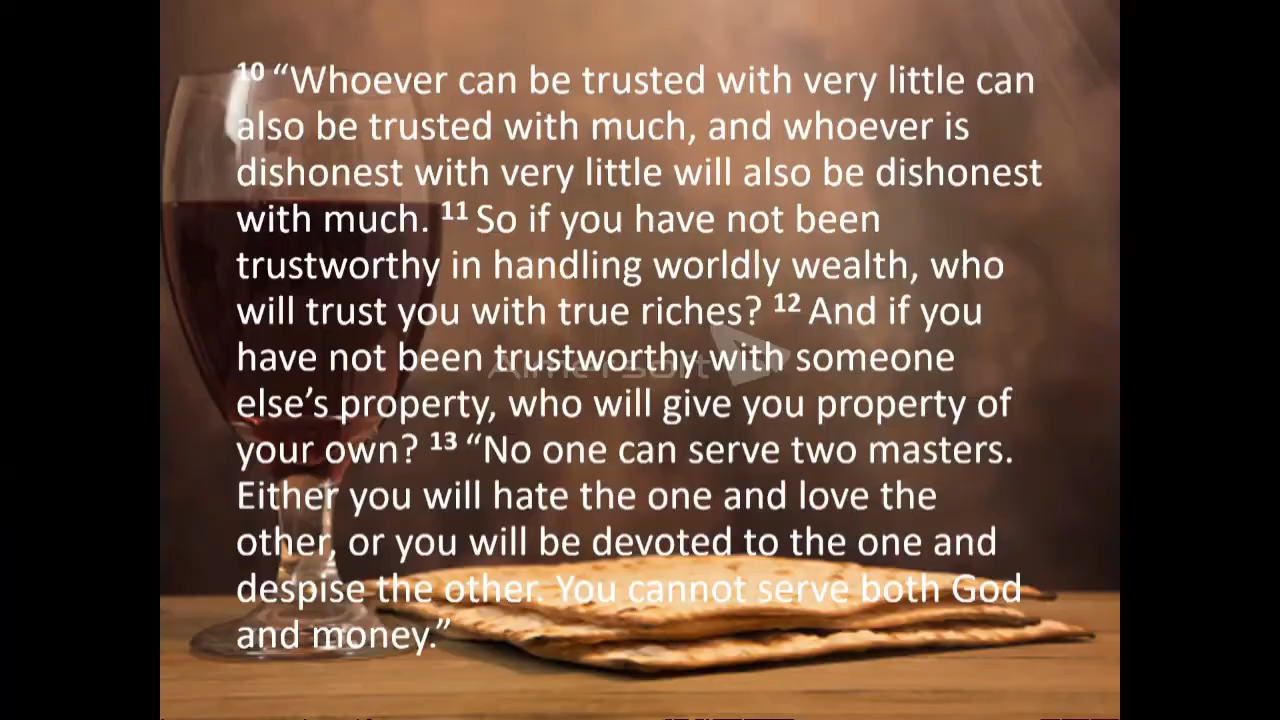 10 “Whoever can be trusted with very little can
also be trusted with much, and whoever is
dishonest with very little will also be dishonest
with much. 11 So if you have not been
trustworthy in handling worldly wealth, who
will trust you with true riches? 12 And if you
have not been trustworthy with someone
else’s property, who will give you property of
your own? 13 “No one can serve two masters.
Either you will hate the one and love the
other, or you will be devoted to the one and
despise the other. You cannot serve both God
and money.”
Aimersoft